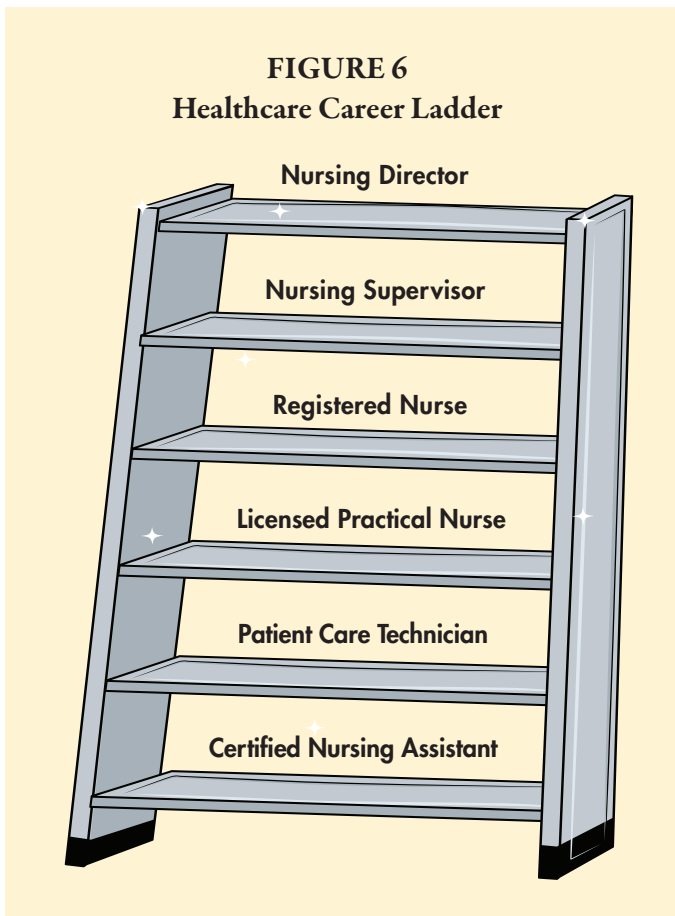 FIGURE 6
Healthcare Career Ladder
Nursing Director
Nursing Supervisor
Registered Nurse
Licensed Practical Nurse
Patient Care Technician
Certified Nursing Assistant